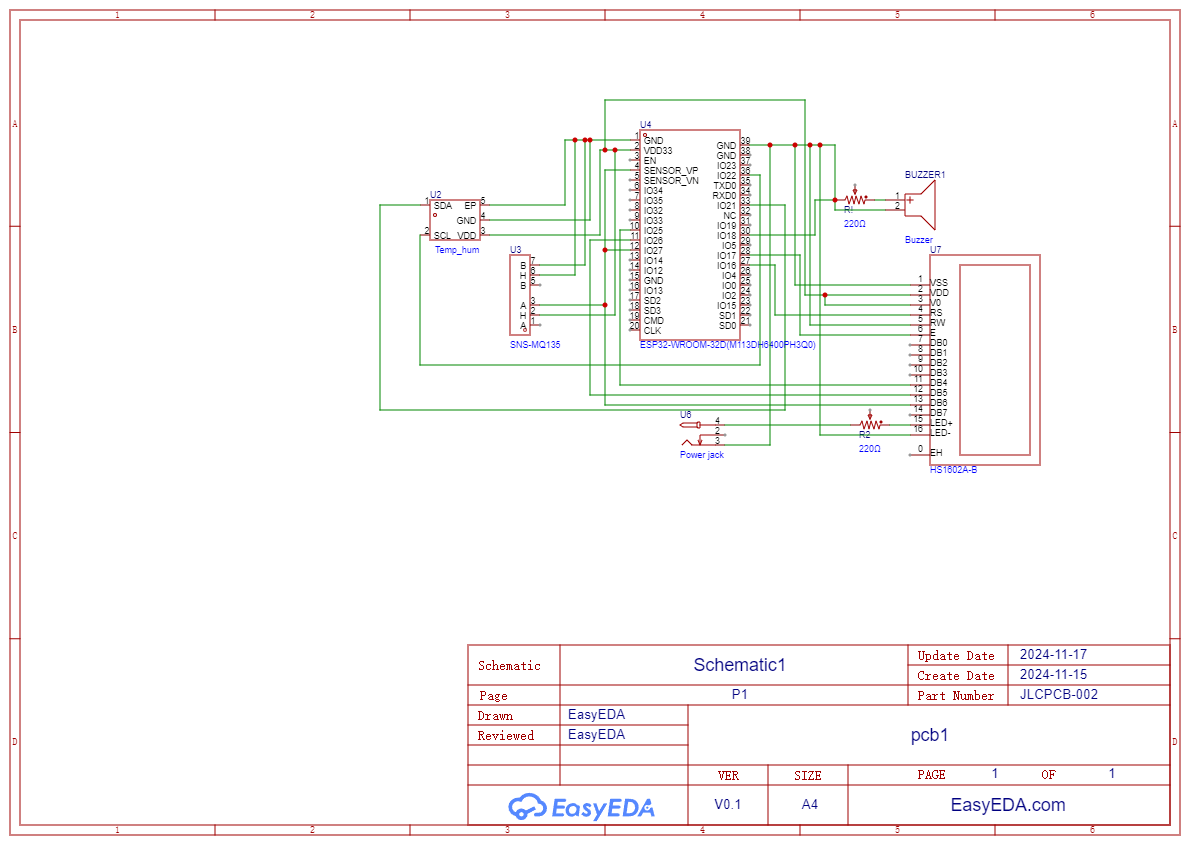 1 2 3 4 5 6
A A
U4
1 GND
2 VDD33
3 EN
4 SENSOR_VP
5 SENSOR_VN
6 IO34
7 IO35
8 IO32
9 IO33
10 IO25
11 IO26
12 IO27
13 IO14
14 IO12
15 GND
16 IO13
17 SD2
18 SD3
19 CMD
20 CLK
GND 39
GND 38
IO23 37
IO22 36
TXD0 35
RXD0 34
IO21 33
NC 32
IO19 31
IO18 30
IO5 29
IO17 28
IO16 27
IO4 26
IO0 25
IO2 24
IO15 23
SD1 22
SD0 21
ESP32-WROOM-32D(M113DH6400PH3Q0)
U2
1 SDA EP 5
GND 4
2 SCL VDD 3
Temp_hum
U3
B 7
H 6
B 5
A 3
H 2
A 1
SNS-MQ135
BUZZER1
1
2
Buzzer
220Ω
U7
1 VSS
2 VDD
3 V0
4 RS
5 RW
6 E
7 DB0
8 DB1
9 DB2
10 DB3
11 DB4
12 DB5
13 DB6
14 DB7
15 LED+
16 LED-
0 EH
HS1602A-B
B B
U6
4
2
3
Power jack
R2
220Ω
C C
D D
Schematic Schematic1 Update Date 2024-11-17
Create Date 2024-11-15
Page P1 Part Number JLCPCB-002
Drawn EasyEDA
Reviewed EasyEDA pcb1
VER SIZE PAGE 1 OF 1
EasyEDA V0.1 A4 EasyEDA.com
1 2 3 4 5 6